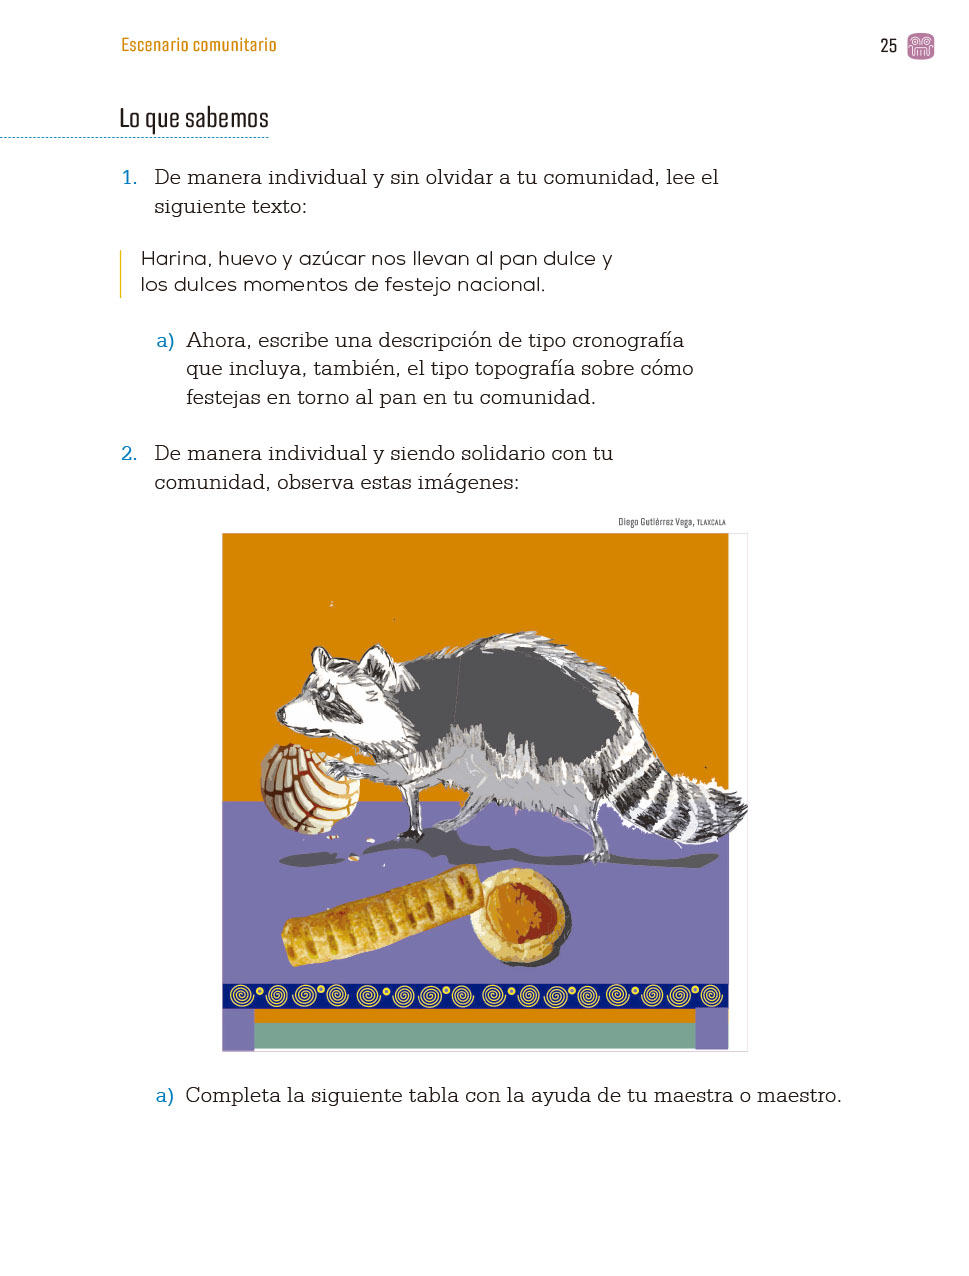 Escenario comunitario
25
Lo que sabemos
1. De manera individual y sin olvidar a tu comunidad, lee el
siguiente texto:
Harina, huevo y azúcar nos llevan al pan dulce y
los dulces momentos de festejo nacional.
a) Ahora, escribe una descripción de tipo cronografía
que incluya, también, el tipo topografía sobre cómo
festejas en torno al pan en tu comunidad.
2. De manera individual y siendo solidario con tu
comunidad, observa estas imágenes:
Diego Gutiérrez Vega, TLAXCALA
a) Completa la siguiente tabla con la ayuda de tu maestra o maestro.